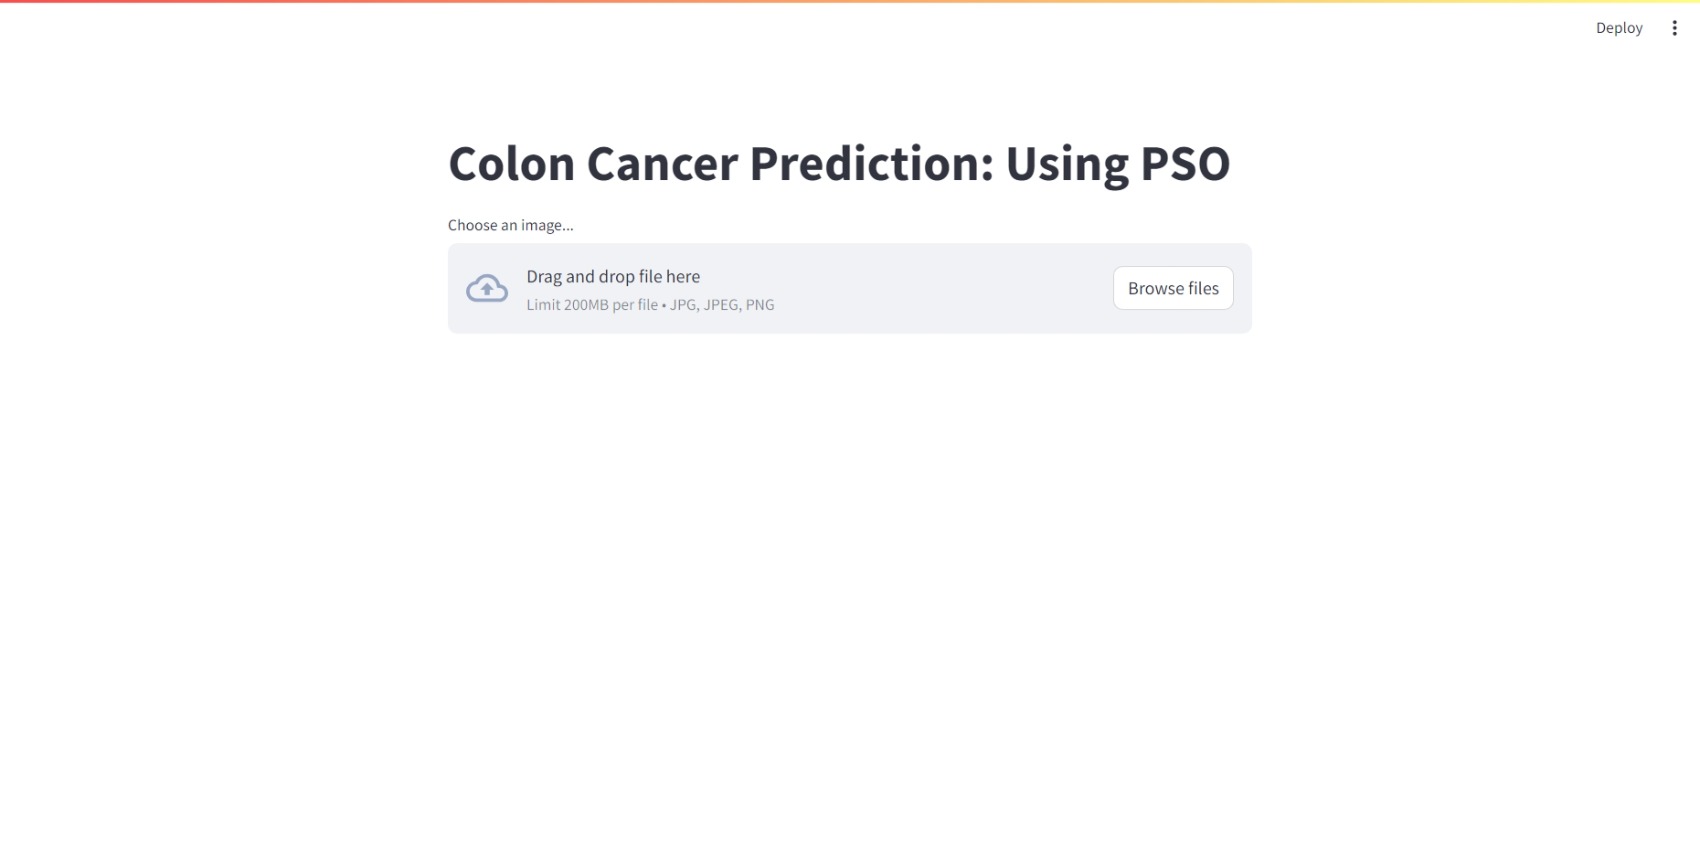 Deploy
Colon Cancer Prediction: Using PSO
Choose an image...
Drag and drop file here
Limit 200MB per file • JPG, JPEG, PNG
Browse files